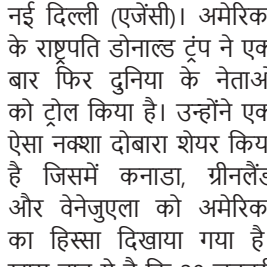 नई दिल्ली (एजेंसी)। अमेरिक
के राष्ट्रपति डोनाल्ड ट्रंप ने एक
बार फिर दुनिया के नेताओ
को ट्रोल किया है। उन्होंने एक
ऐसा नक्शा दोबारा शेयर किय
है जिसमें कनाडा, ग्रीनलैंड
और वेनेजुएला को अमेरिक
का हिस्सा दिखाया गया है